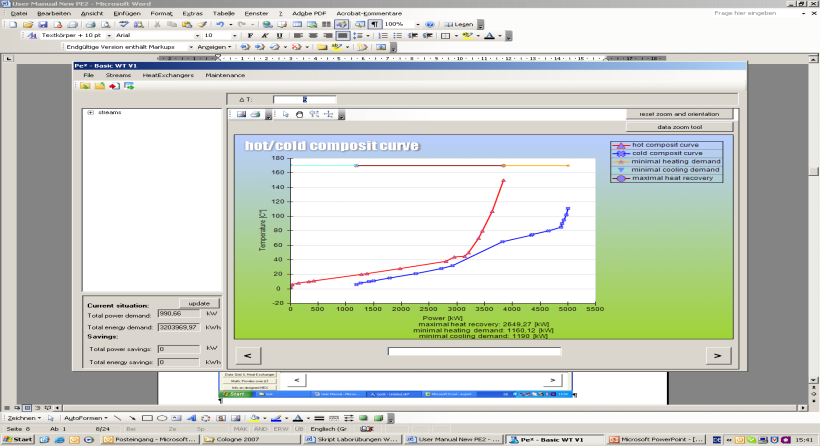 User Manual New PE2 - Microsoft Word
Datei Bearbeiten Ansicht Einfügen Format Extras Tabelle Fenster ? Adobe PDF Acrobat-Kommentare Frage hier eingeben
100% Lesen
Textkörper + 10 pt Arial 10 F K U
Endgültige Version enthält Markups Anzeigen
Pe² - Basic WT V1
File Streams HeatExchangers Maintenance
Δ T:
streams
reset zoom and orientation
data zoom tool
hot/cold composit curve
hot composit curve
cold composit curve
minimal heating demand
minimal cooling demand
maximal heat recovery
180
160
140
120
100
80
60
40
20
0
-20
Temperature [C°]
0 500 1000 1500 2000 2500 3000 3500 4000 4500 5000 5500
Power [kW]
maximal heat recovery: 2649,27 [kW]
minimal heating demand: 1160,12 [kW]
minimal cooling demand: 1190 [kW]
Current situation: update
Total power demand: 990,66 kW
Total energy demand: 3203969,97 kWh
Savings:
Total power savings: 0 kW
Total energy savings: 0 kWh
< >
< >
Start
Zeichnen AutoFormen
Seite 8 Ab 1 8/24 Bei Ze Sp MAK ÄND ERW ÜB Englisch (Gr
Start Posteingang - Microsoft... Cologne 2007 Skript Laborübungen W... User Manual New PE2 - ... Pe² - Basic WT V1 Microsoft PowerPoint - [... 15:41